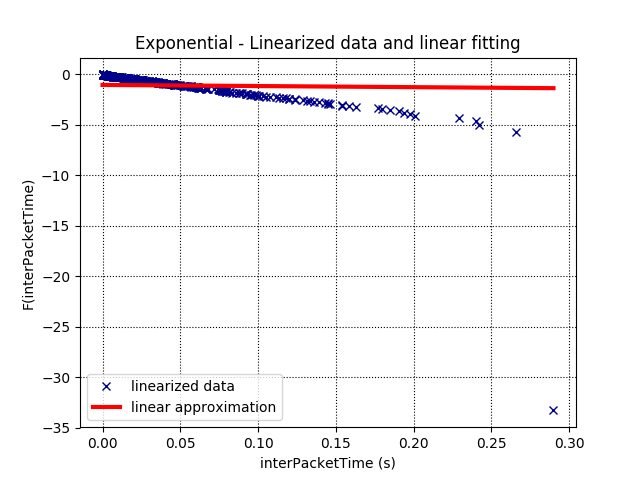 Exponential - Linearized data and linear fitting
0
−5
−10
−15
−20
−25
−30
−35
F(interPacketTime)
linearized data
linear approximation
0.00 0.05 0.10 0.15 0.20 0.25 0.30
interPacketTime (s)